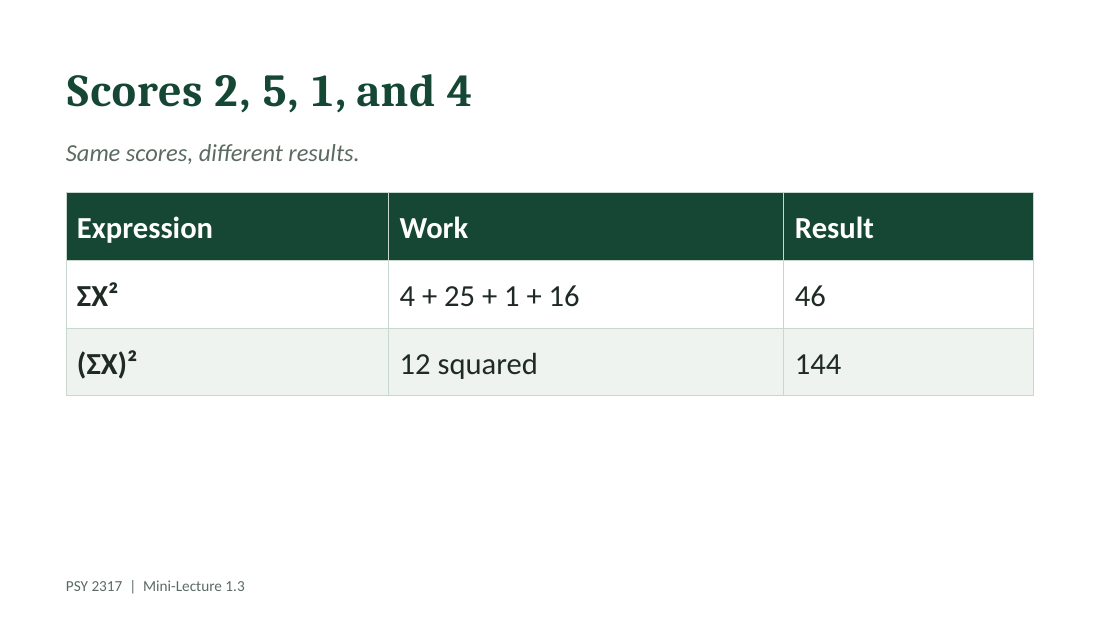 Scores 2, 5, 1, and 4
Same scores, different results.
Expression Work Result
ΣX² 4 + 25 + 1 + 16 46
(ΣX)² 12 squared 144
PSY 2317 | Mini-Lecture 1.3